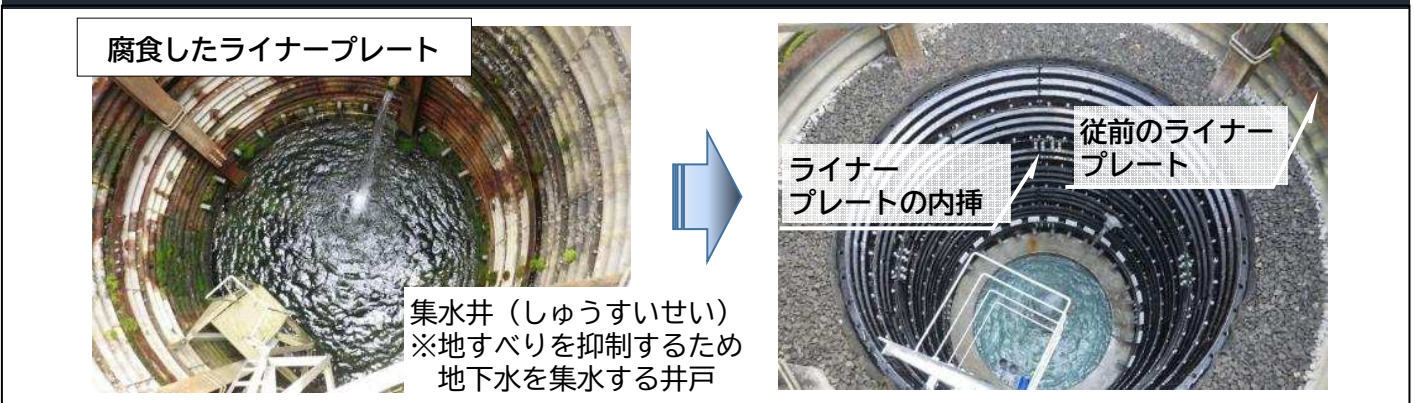 腐食したライナープレート
集水井（しゅうすいせい）
※地すべりを抑制するため
地下水を集水する井戸
ライナー
プレートの内挿
従前のライナー
プレート